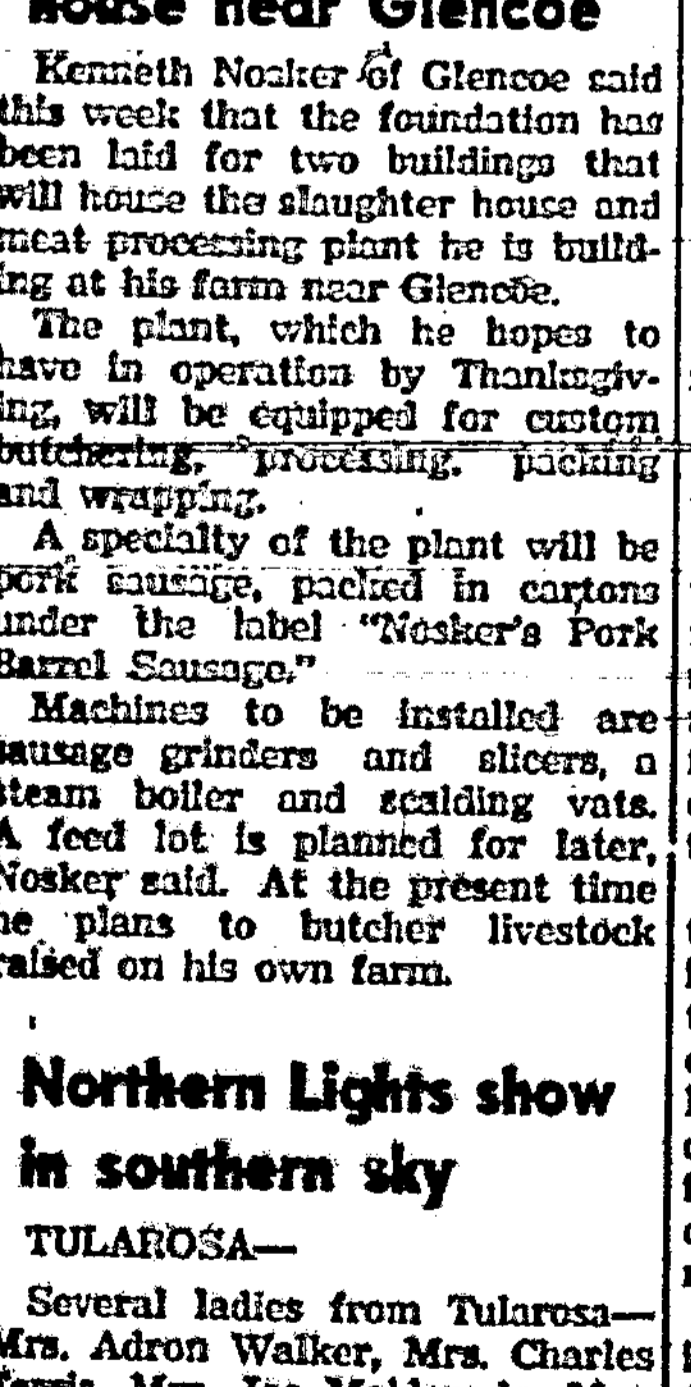 house near Glencoe
Kenneth Nosker of Glencoe said
this week that the foundation has
been laid for two buildings that
will house the slaughter house and
meat processing plant he is build-
ing at his farm near Glencoe.
The plant, which he hopes to
have in operation by Thanksgiv-
ing, will be equipped for custom
butchering, processing, packing
and wrapping.
A specialty of the plant will be
pork sausage, packed in cartons
under the label "Nosker's Pork
Barrel Sausage."
Machines to be installed are
sausage grinders and slicers, a
steam boiler and scalding vats.
A feed lot is planned for later,
Nosker said. At the present time
he plans to butcher livestock
raised on his own farm.
Northern Lights show
in southern sky
TULAROSA—
Several ladies from Tularosa—
Mrs. Adron Walker, Mrs. Charles